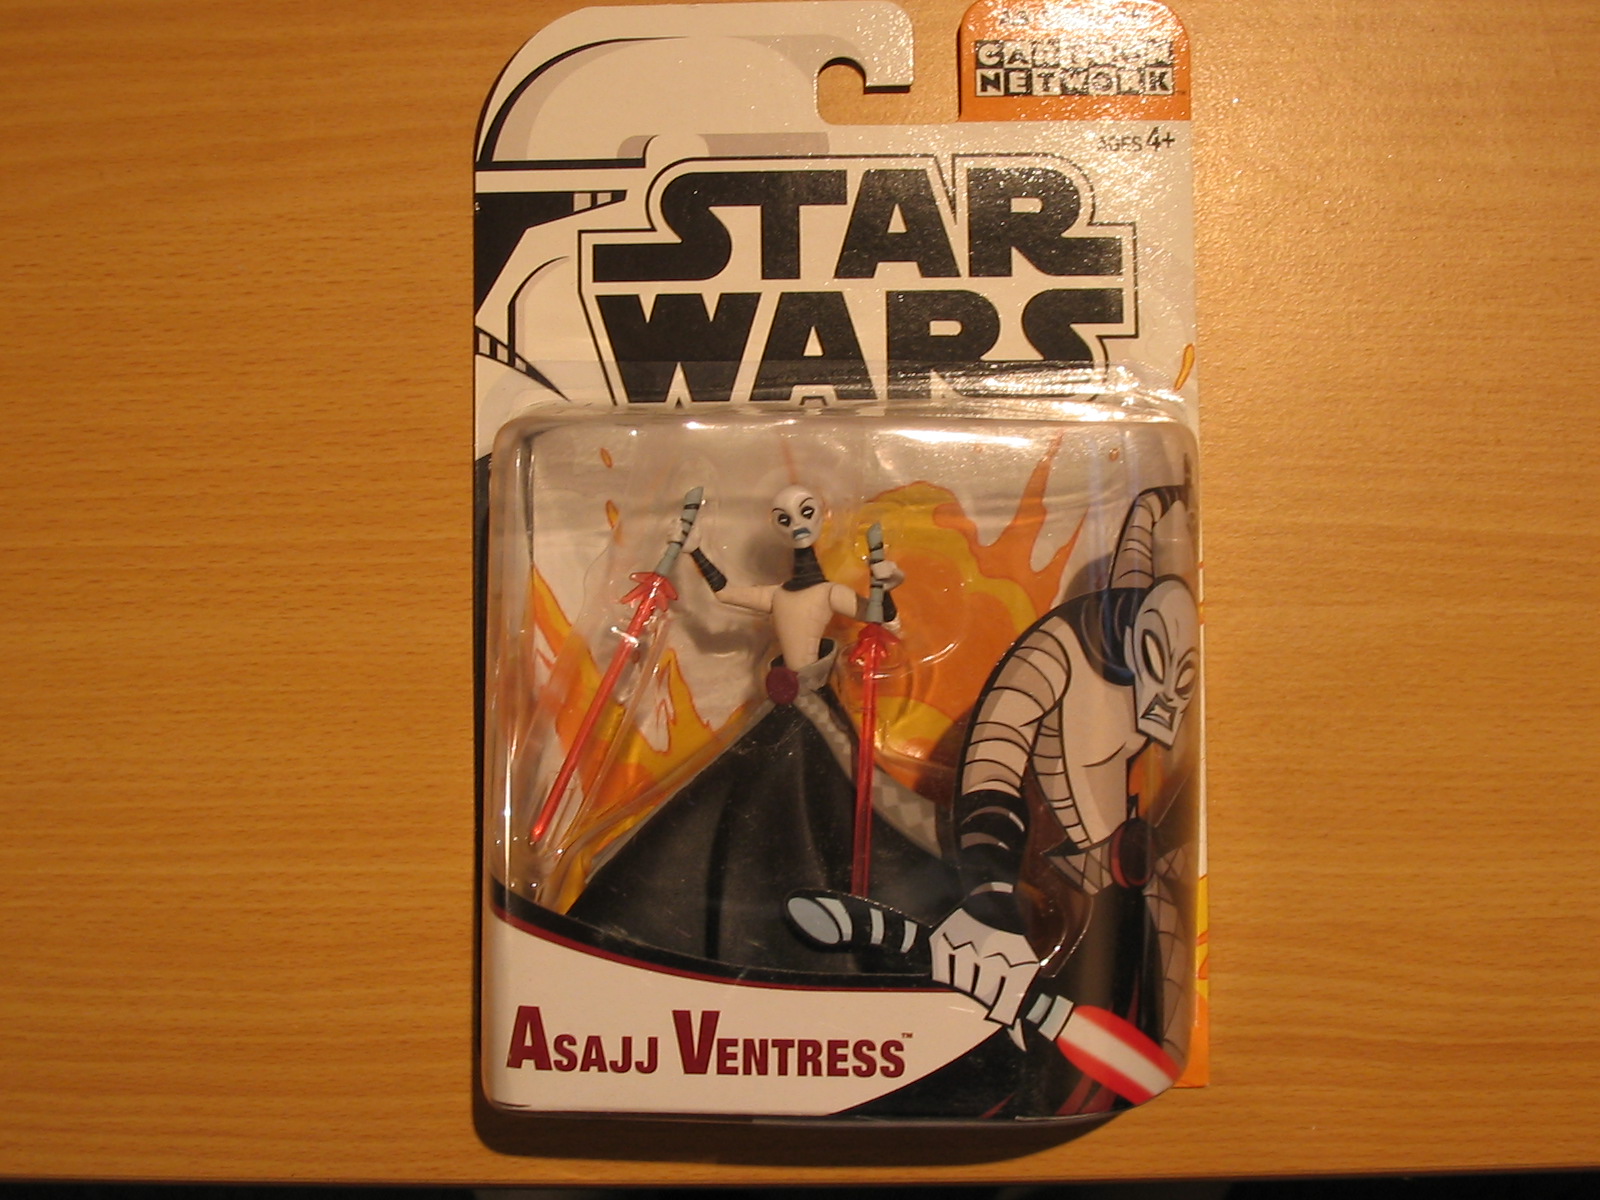 CARTOON
NETWORK
AGES 4+
STAR
WARS
ASAJJ VENTRESS™